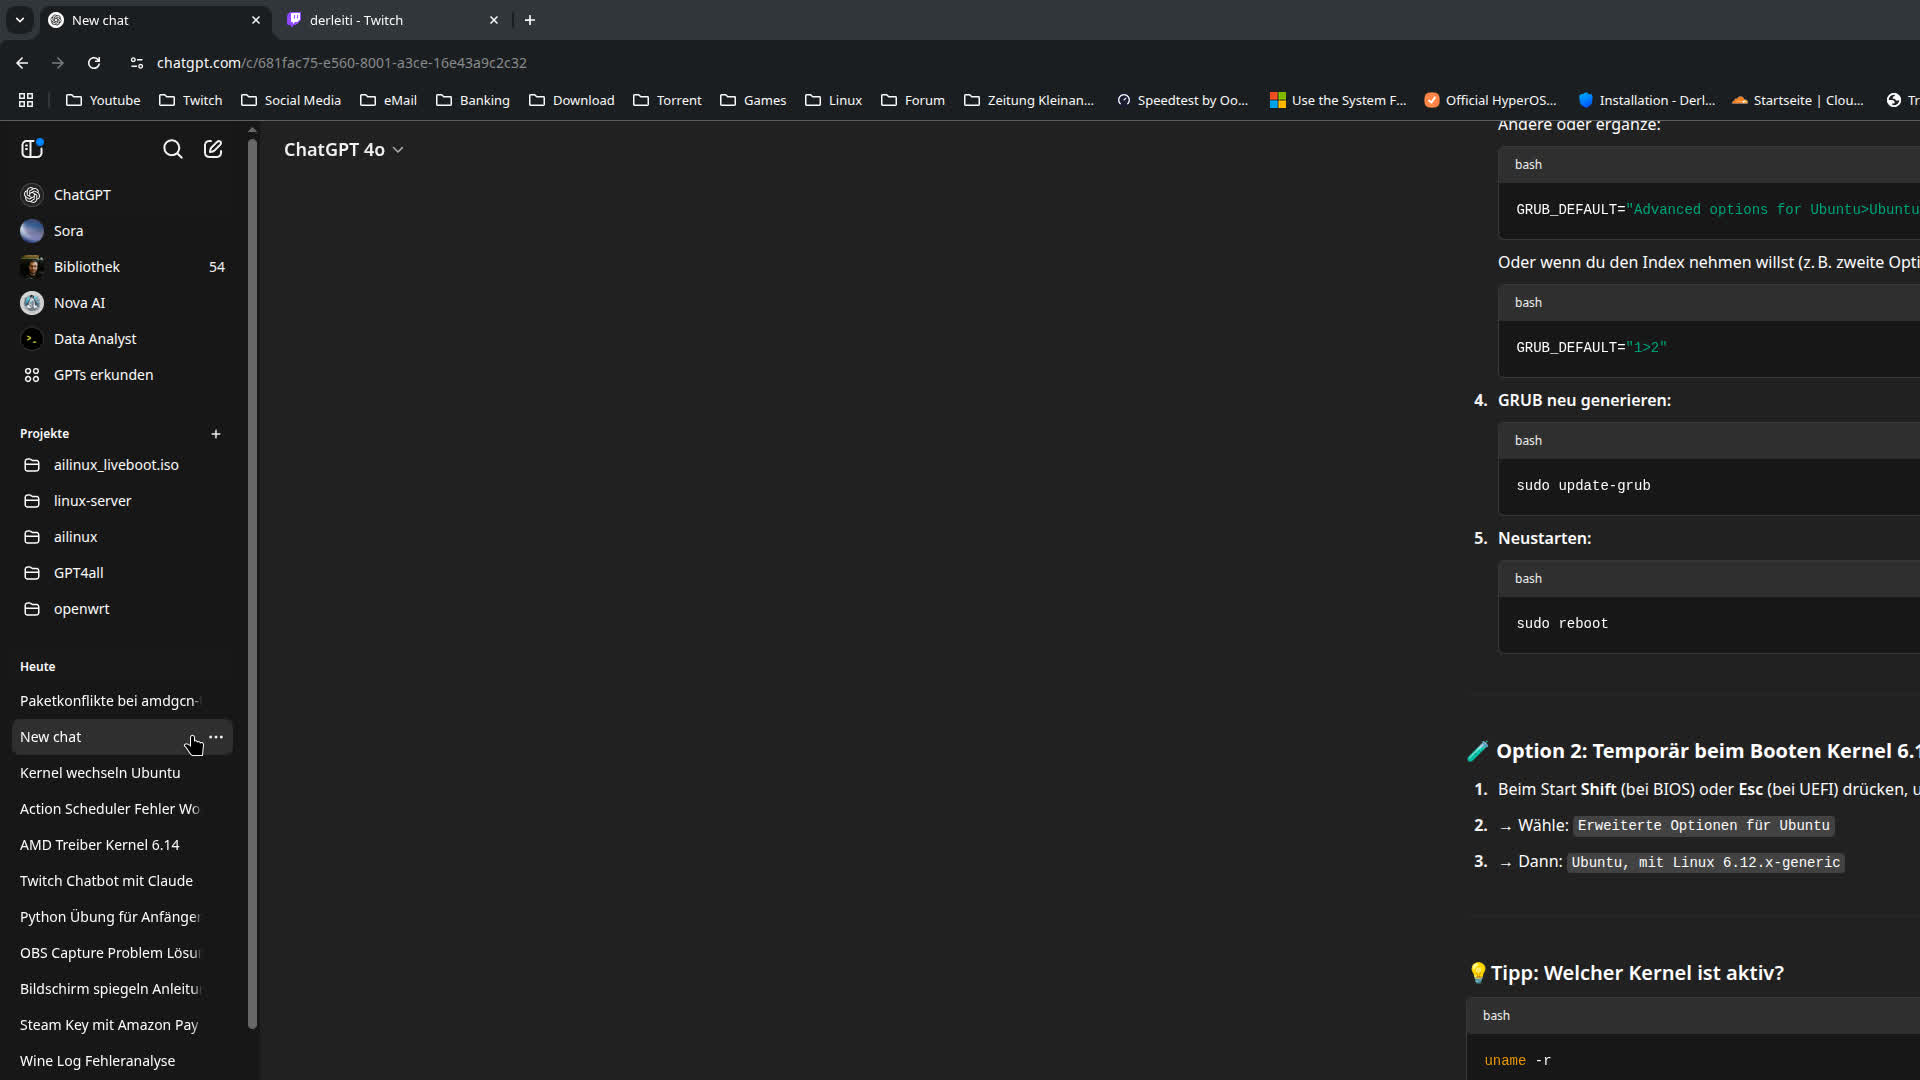 New chat
derleiti - Twitch
chatgpt.com/c/681fac75-e560-8001-a3ce-16e43a9c2c32
Youtube
Twitch
Social Media
eMail
Banking
Download
Torrent
Games
Linux
Forum
Zeitung Kleinan...
Speedtest by Oo...
Use the System F...
Official HyperOS...
Installation - Derl...
Startseite | Clou...
Tr
ChatGPT
Sora
Bibliothek 54
Nova AI
Data Analyst
GPTs erkunden
Projekte
ailinux_liveboot.iso
linux-server
ailinux
GPT4all
openwrt
Heute
Paketkonflikte bei amdgcn-
New chat
Kernel wechseln Ubuntu
Action Scheduler Fehler Wo
AMD Treiber Kernel 6.14
Twitch Chatbot mit Claude
Python Übung für Anfänger
OBS Capture Problem Lösu
Bildschirm spiegeln Anleitu
Steam Key mit Amazon Pay
Wine Log Fehleranalyse
ChatGPT 4o
Ändere oder ergänze:
bash
GRUB_DEFAULT="Advanced options for Ubuntu>Ubuntu
Oder wenn du den Index nehmen willst (z. B. zweite Opti
bash
GRUB_DEFAULT="1>2"
4. GRUB neu generieren:
bash
sudo update-grub
5. Neustarten:
bash
sudo reboot
Option 2: Temporär beim Booten Kernel 6.1
1. Beim Start Shift (bei BIOS) oder Esc (bei UEFI) drücken, u
2. → Wähle: Erweiterte Optionen für Ubuntu
3. → Dann: Ubuntu, mit Linux 6.12.x-generic
Tipp: Welcher Kernel ist aktiv?
bash
uname -r